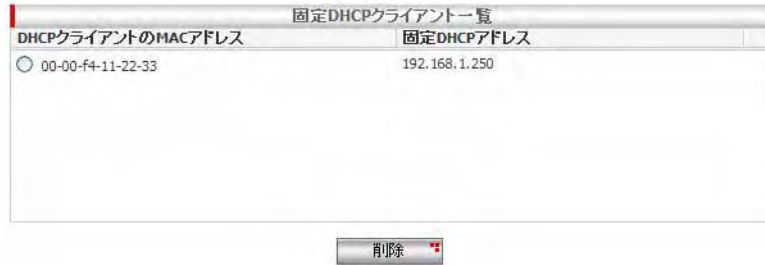 固定DHCPクライアント一覧
DHCPクライアントのMACアドレス 固定DHCPアドレス
00-00-f4-11-22-33 192.168.1.250
削除